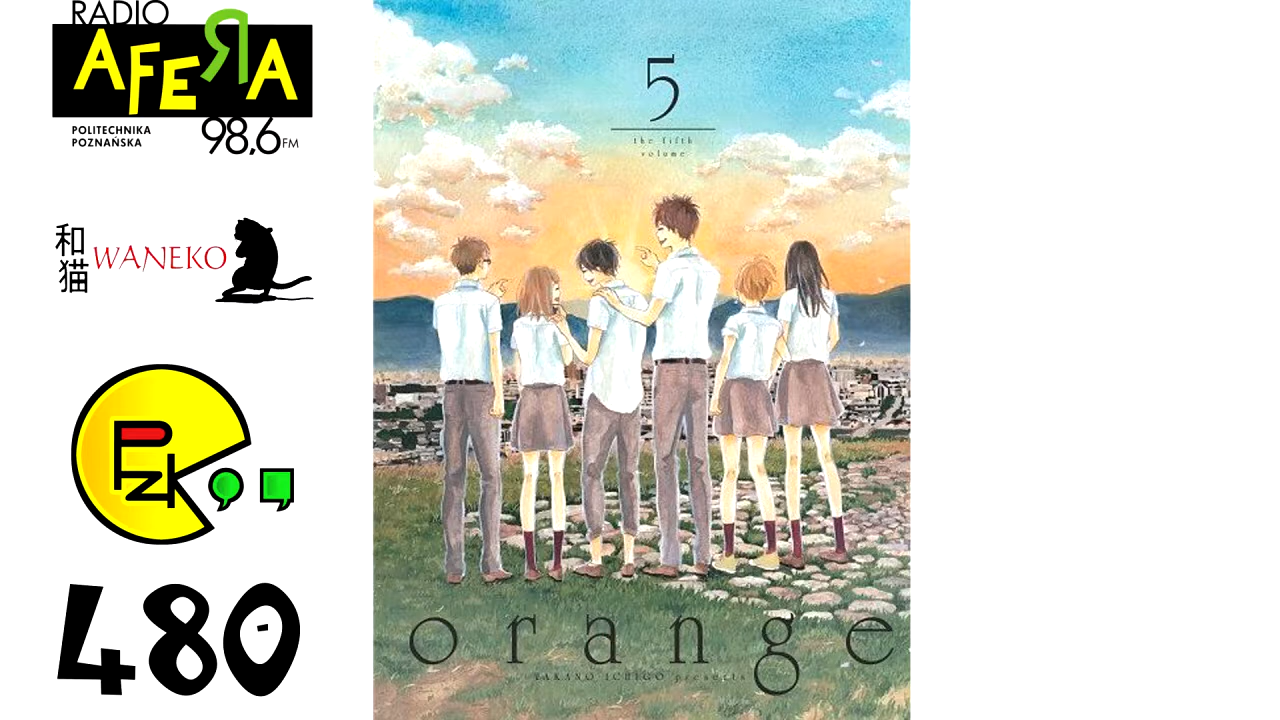 RADIO
AFEЯA
POLITECHNIKA
POZNAŃSKA
98,6 FM
和猫
WANEKO
PZK
480
5
the fifth
volume
orange
TAKANO ICHIGO presents